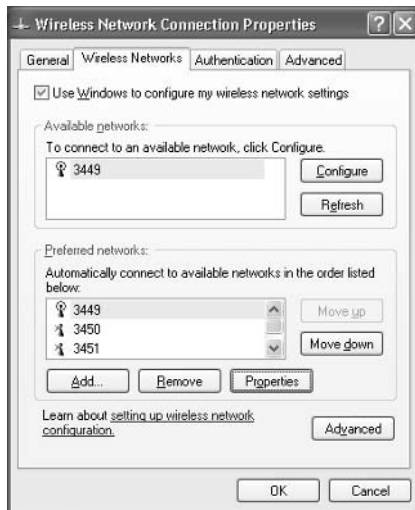 Wireless Network Connection Properties
General Wireless Networks Authentication Advanced
Use Windows to configure my wireless network settings
Available networks:
To connect to an available network, click Configure.
3449
Configure
Refresh
Preferred networks:
Automatically connect to available networks in the order listed
below:
3449
3450
3451
Move up
Move down
Add... Remove Properties
Learn about setting up wireless network
configuration.
Advanced
OK Cancel